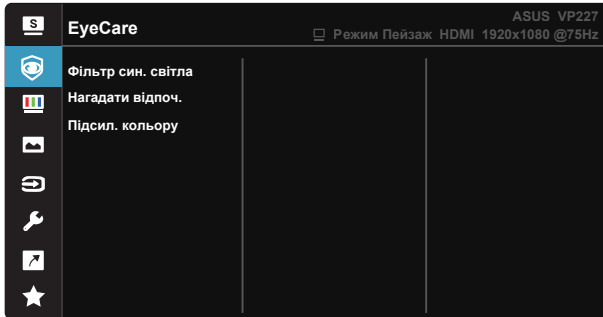 ASUS VP227
S EyeCare
Режим Пейзаж HDMI 1920x1080 @75Hz
Фільтр син. світла
Нагадати відпоч.
Підсил. кольору